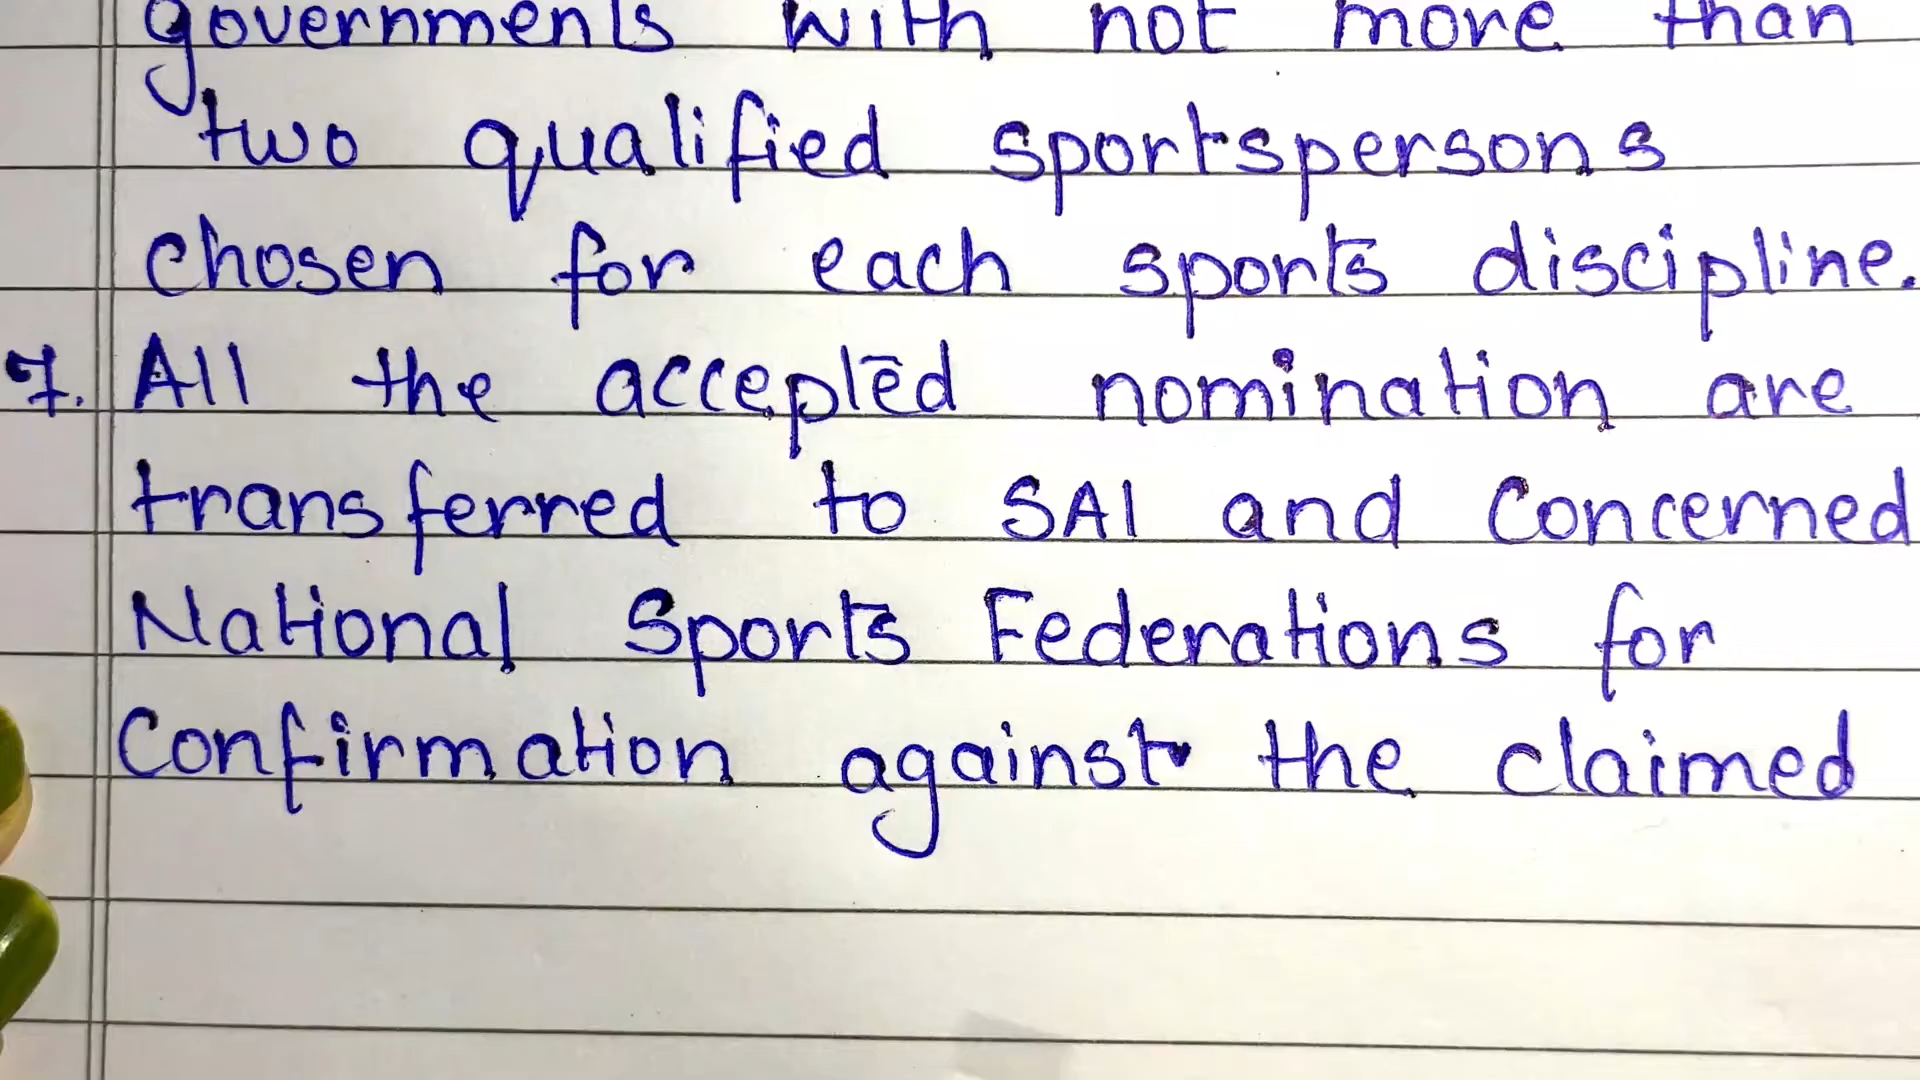 governments with not more than
two qualified sportspersons
chosen for each sports discipline.
7. All the accepted nomination are
transferred to SAI and Concerned
National Sports Federations for
Confirmation against the claimed